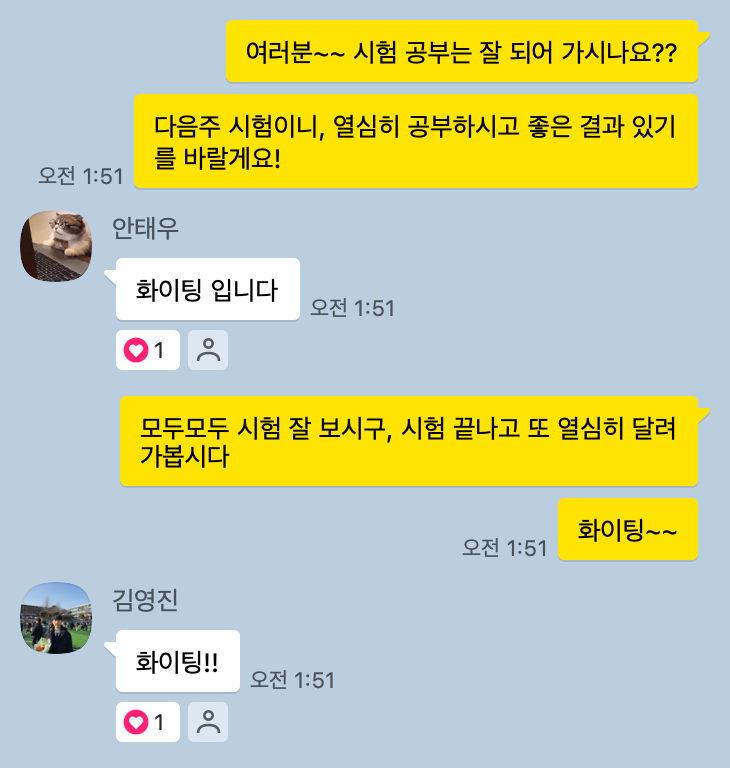 여러분~~ 시험 공부는 잘 되어 가시나요??
다음주 시험이니, 열심히 공부하시고 좋은 결과 있기
를 바랄게요!
오전 1:51
안태우
화이팅 입니다
오전 1:51
1
모두모두 시험 잘 보시구, 시험 끝나고 또 열심히 달려
가봅시다
화이팅~~
오전 1:51
김영진
화이팅!!
오전 1:51
1